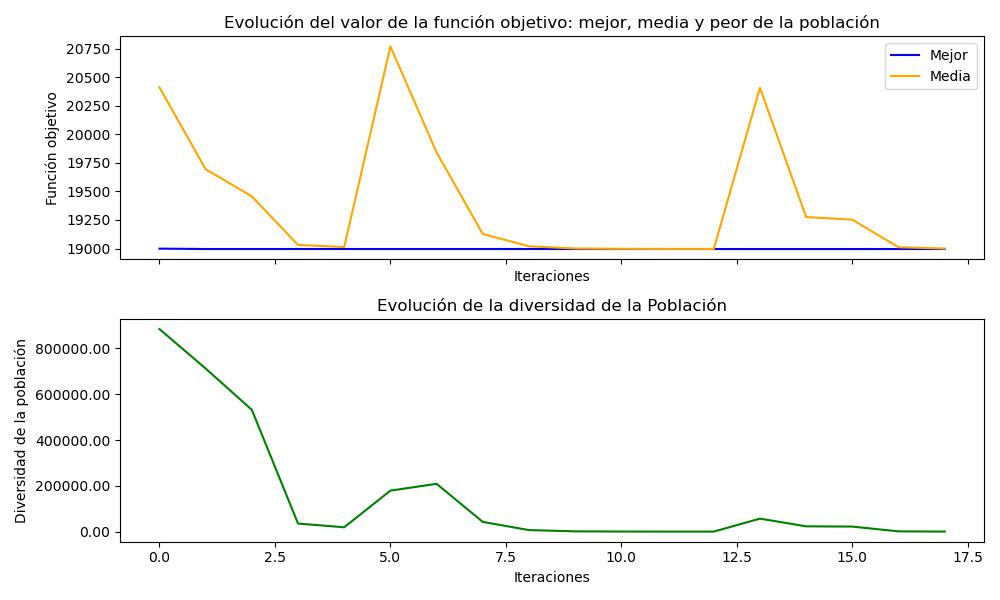 Evolución del valor de la función objetivo: mejor, media y peor de la población
Función objetivo
20750
20500
20250
20000
19750
19500
19250
19000
Mejor
Media
Iteraciones
Evolución de la diversidad de la Población
Diversidad de la población
800000.00
600000.00
400000.00
200000.00
0.00
0.0 2.5 5.0 7.5 10.0 12.5 15.0 17.5
Iteraciones